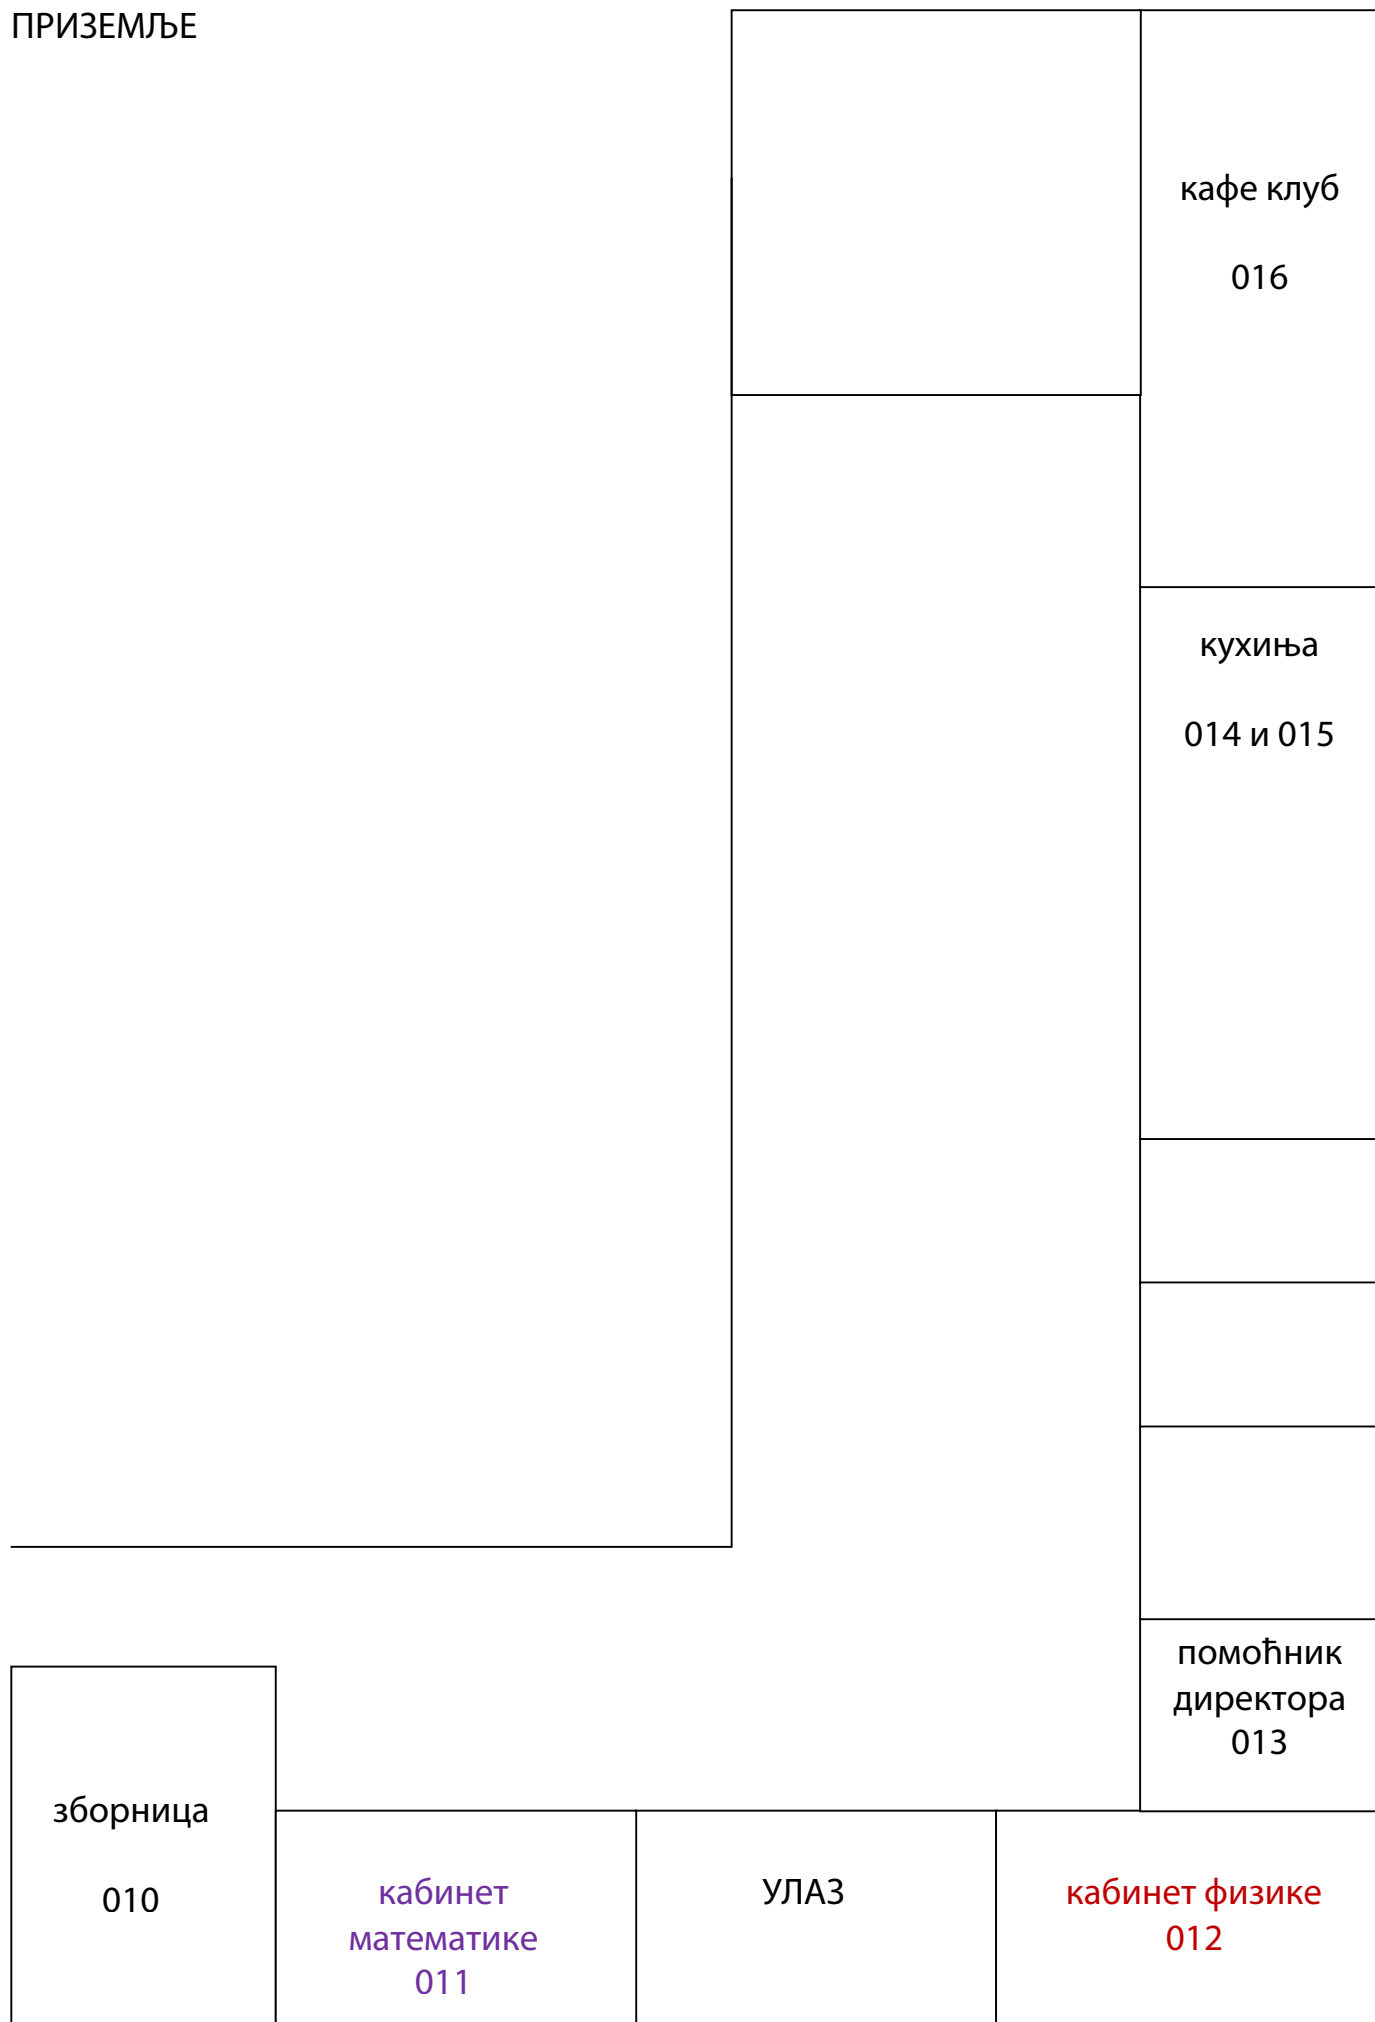 ПРИЗЕМЉЕ
кафе клуб
016
кухиња
014 и 015
помоћник
директора
013
зборница
010
кабинет
математике
011
УЛАЗ
кабинет физике
012